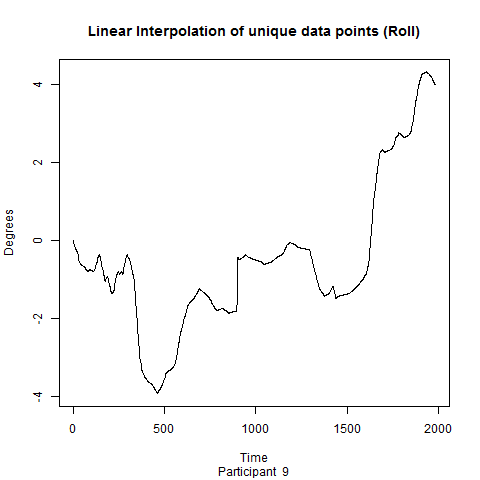 Linear Interpolation of unique data points (Roll)
Degrees
4
2
0
-2
-4
0 500 1000 1500 2000
Time
Participant 9